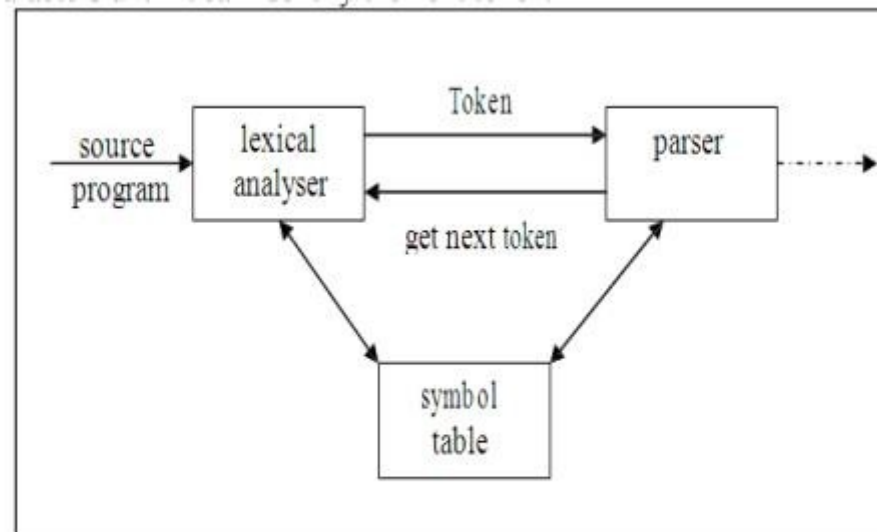 Token
source
program
lexical
analyser
parser
get next token
symbol
table